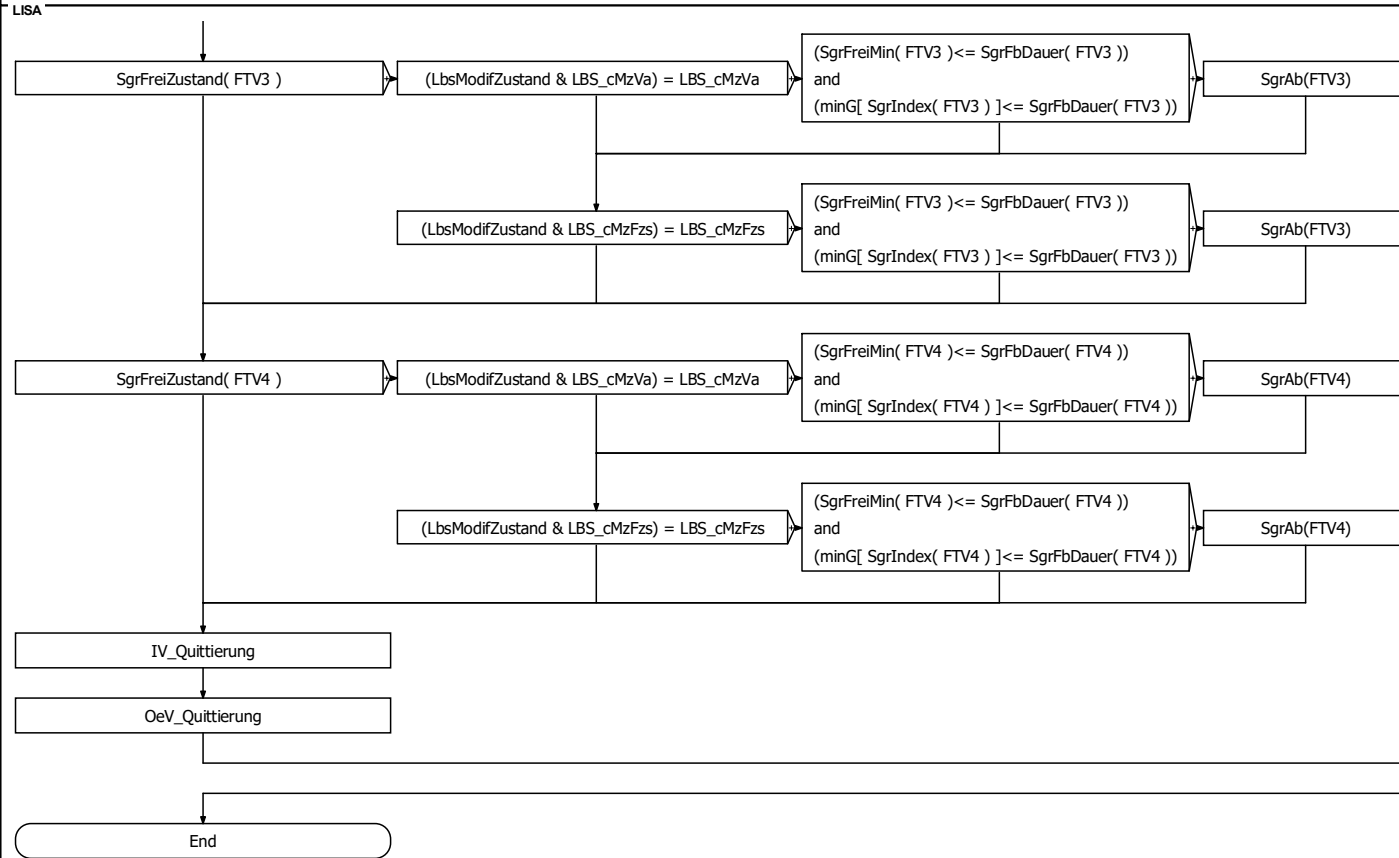 LISA
SgrFreiZustand( FTV3 )
(LbsModifZustand & LBS_cMzVa) = LBS_cMzVa
(SgrFreiMin( FTV3 )<= SgrFbDauer( FTV3 ))
and
(minG[ SgrIndex( FTV3 ) ]<= SgrFbDauer( FTV3 ))
SgrAb(FTV3)
(LbsModifZustand & LBS_cMzFzs) = LBS_cMzFzs
(SgrFreiMin( FTV3 )<= SgrFbDauer( FTV3 ))
and
(minG[ SgrIndex( FTV3 ) ]<= SgrFbDauer( FTV3 ))
SgrAb(FTV3)
SgrFreiZustand( FTV4 )
(LbsModifZustand & LBS_cMzVa) = LBS_cMzVa
(SgrFreiMin( FTV4 )<= SgrFbDauer( FTV4 ))
and
(minG[ SgrIndex( FTV4 ) ]<= SgrFbDauer( FTV4 ))
SgrAb(FTV4)
(LbsModifZustand & LBS_cMzFzs) = LBS_cMzFzs
(SgrFreiMin( FTV4 )<= SgrFbDauer( FTV4 ))
and
(minG[ SgrIndex( FTV4 ) ]<= SgrFbDauer( FTV4 ))
SgrAb(FTV4)
IV_Quittierung
OeV_Quittierung
End